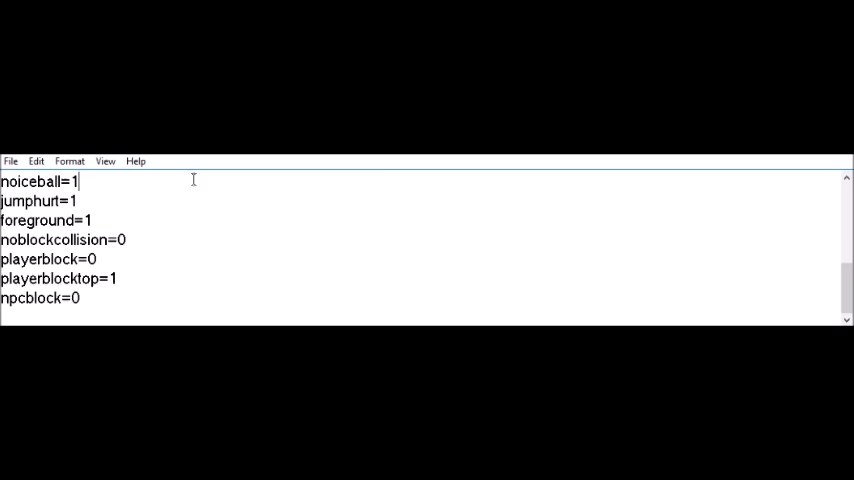 File Edit Format View Help
noiceball=1
jumphurt=1
foreground=1
noblockcollision=0
playerblock=0
playerblocktop=1
npcblock=0